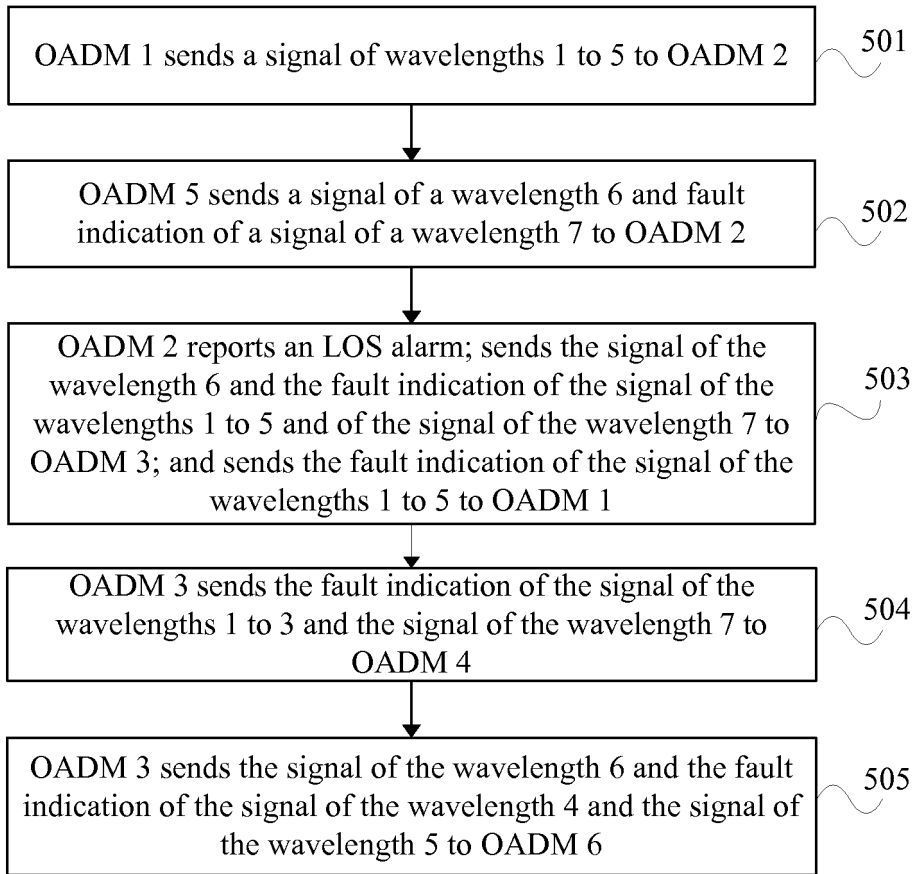 OADM 1 sends a signal of wavelengths 1 to 5 to OADM 2
501
OADM 5 sends a signal of a wavelength 6 and fault
indication of a signal of a wavelength 7 to OADM 2
502
OADM 2 reports an LOS alarm; sends the signal of the
wavelength 6 and the fault indication of the signal of the
wavelengths 1 to 5 and of the signal of the wavelength 7 to
OADM 3; and sends the fault indication of the signal of the
wavelengths 1 to 5 to OADM 1
503
OADM 3 sends the fault indication of the signal of the
wavelengths 1 to 3 and the signal of the wavelength 7 to
OADM 4
504
OADM 3 sends the signal of the wavelength 6 and the fault
indication of the signal of the wavelength 4 and the signal of
the wavelength 5 to OADM 6
505